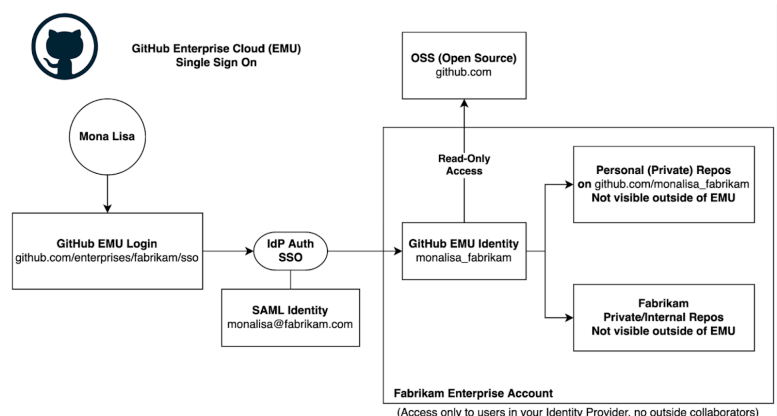 GitHub Enterprise Cloud (EMU)
Single Sign On
OSS (Open Source)
github.com
Mona Lisa
Read-Only
Access
Personal (Private) Repos
on github.com/monalisa_fabrikam
Not visible outside of EMU
GitHub EMU Login
github.com/enterprises/fabrikam/sso
IdP Auth
SSO
GitHub EMU Identity
monalisa_fabrikam
SAML Identity
monalisa@fabrikam.com
Fabrikam
Private/Internal Repos
Not visible outside of EMU
Fabrikam Enterprise Account
(Access only to users in your Identity Provider, no outside collaborators)